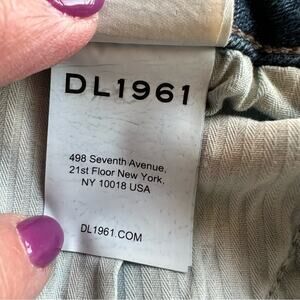 DL1961
498 Seventh Avenue,
21st Floor New York,
NY 10018 USA
DL1961.COM